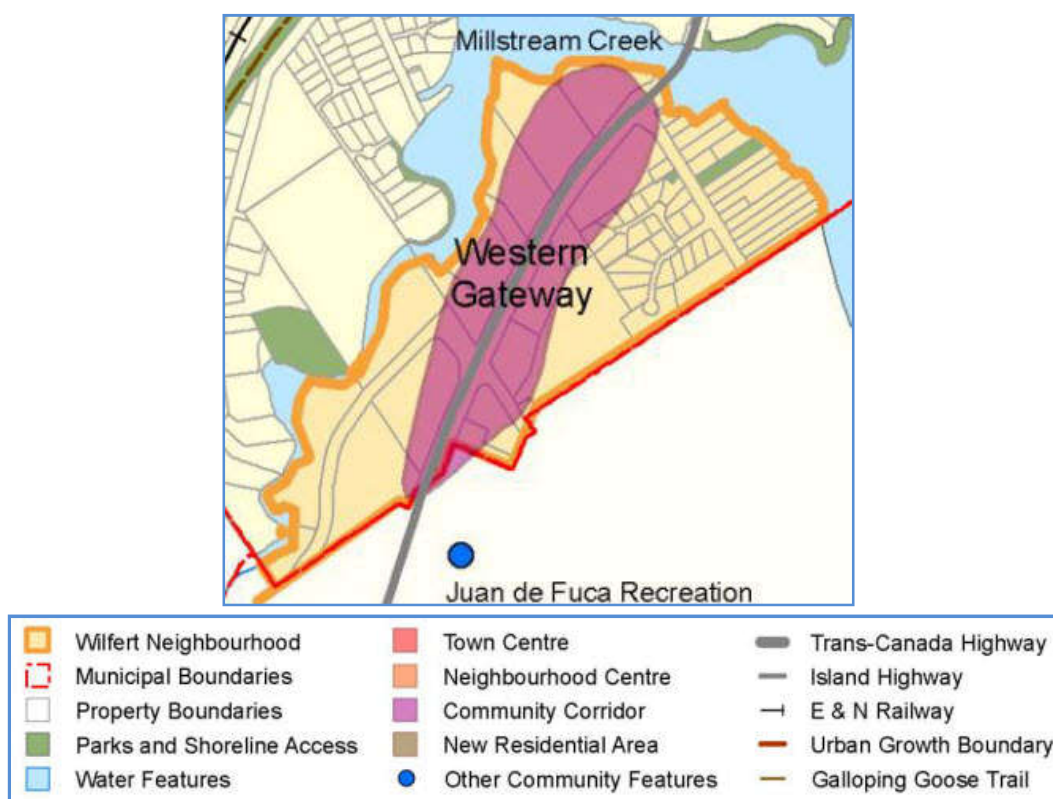 Millstream Creek
Western
Gateway
Juan de Fuca Recreation
Wilfert Neighbourhood
Municipal Boundaries
Property Boundaries
Parks and Shoreline Access
Water Features
Town Centre
Neighbourhood Centre
Community Corridor
New Residential Area
Other Community Features
Trans-Canada Highway
Island Highway
E & N Railway
Urban Growth Boundary
Galloping Goose Trail